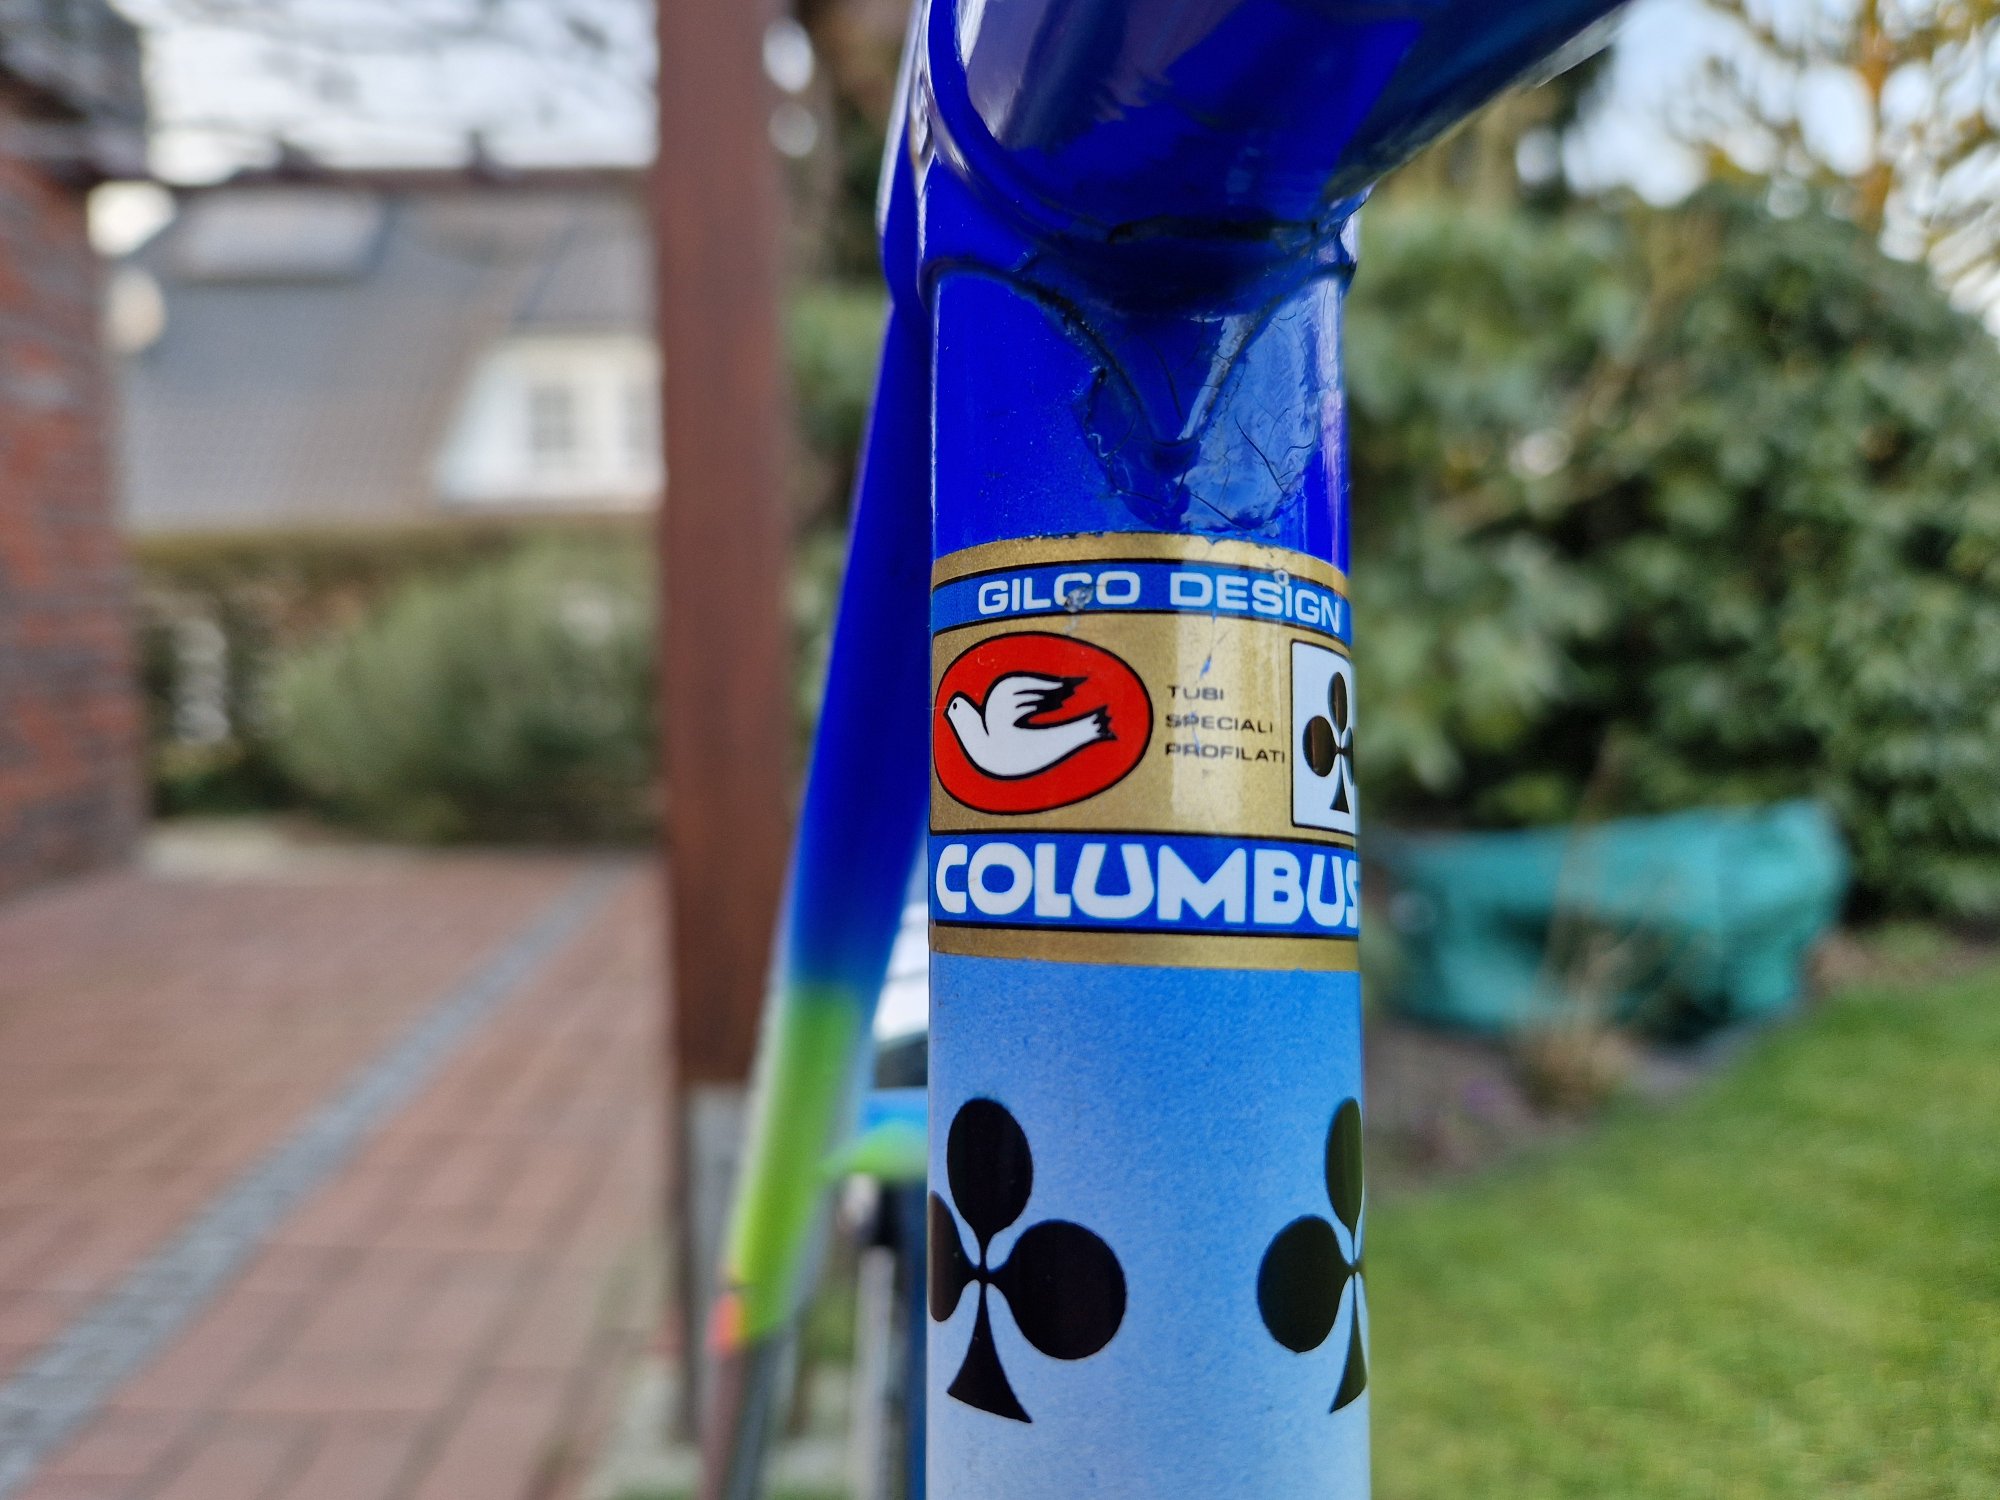 GILCO DESIGN
TUBI
SPECIALI
PROFILATI
COLUMBUS